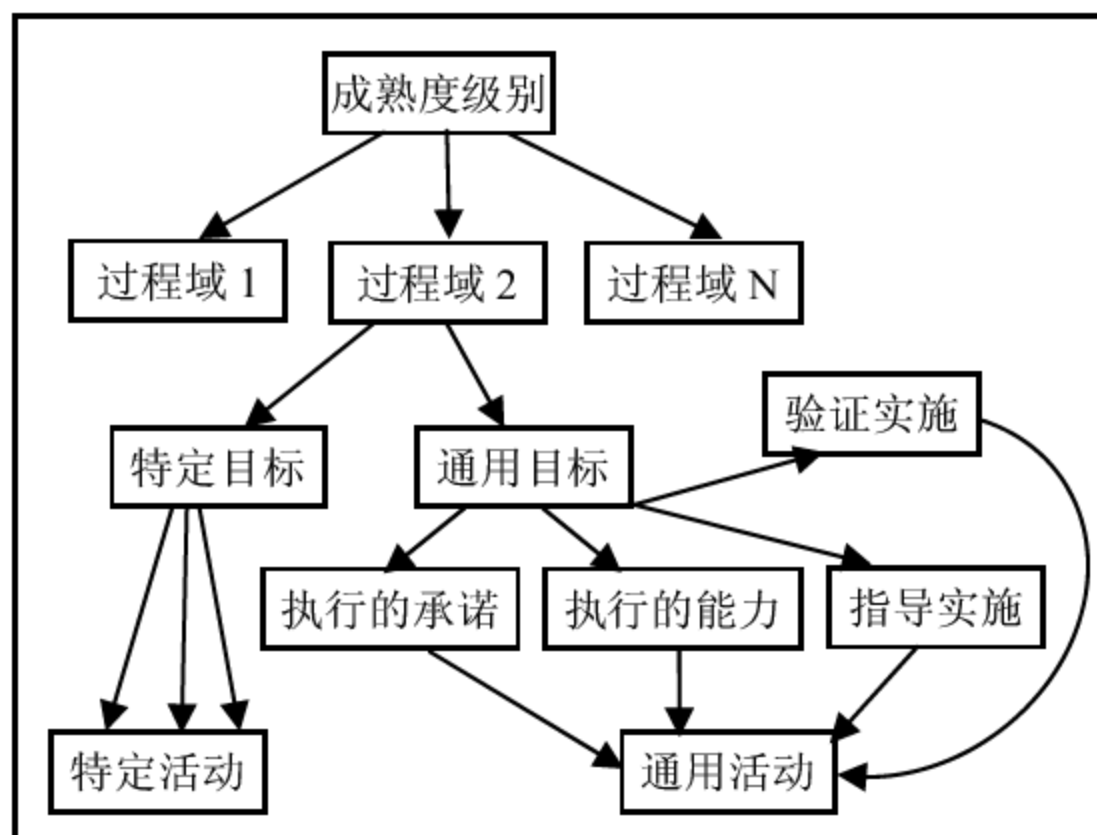 成熟度级别
过程域 1
过程域 2
过程域 N
验证实施
特定目标
通用目标
执行的承诺
执行的能力
指导实施
特定活动
通用活动